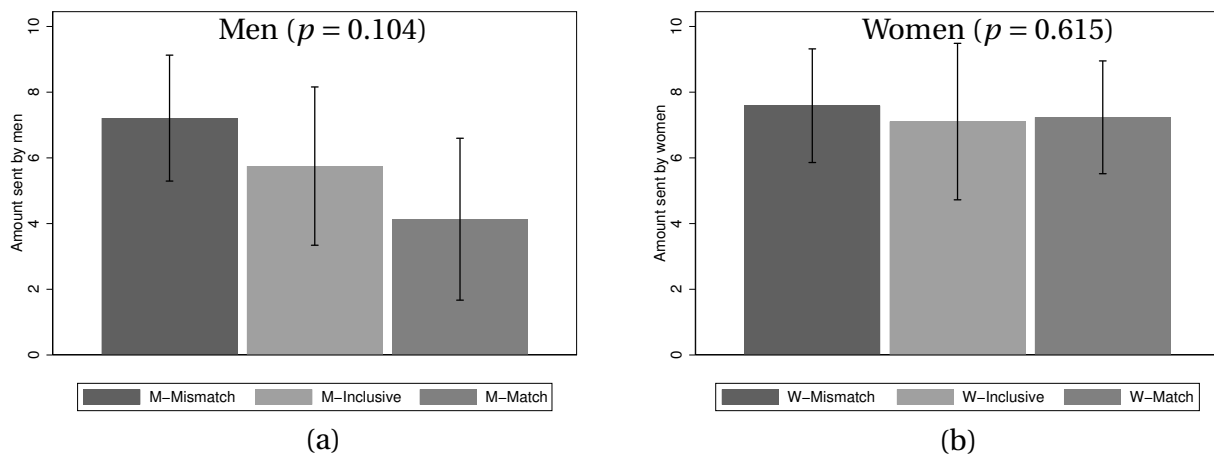 Men (p = 0.104)
Amount sent by men
0 2 4 6 8 10
M−Mismatch M−Inclusive M−Match
(a)
Women (p = 0.615)
Amount sent by women
0 2 4 6 8 10
W−Mismatch W−Inclusive W−Match
(b)